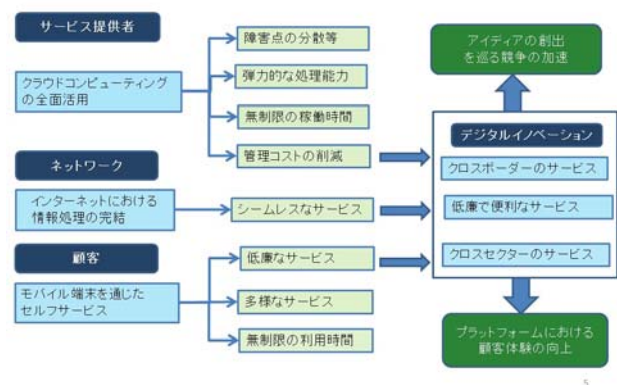 サービス提供者
クラウドコンピューティング
の全面活用
障害点の分散等
弾力的な処理能力
無制限の稼働時間
管理コストの削減
ネットワーク
インターネットにおける
情報処理の完結
シームレスなサービス
顧客
モバイル端末を通じた
セルフサービス
低廉なサービス
多様なサービス
無制限の利用時間
アイディアの創出
を巡る競争の加速
デジタルイノベーション
クロスボーダーのサービス
低廉で便利なサービス
クロスセクターのサービス
プラットフォームにおける
顧客体験の向上
5